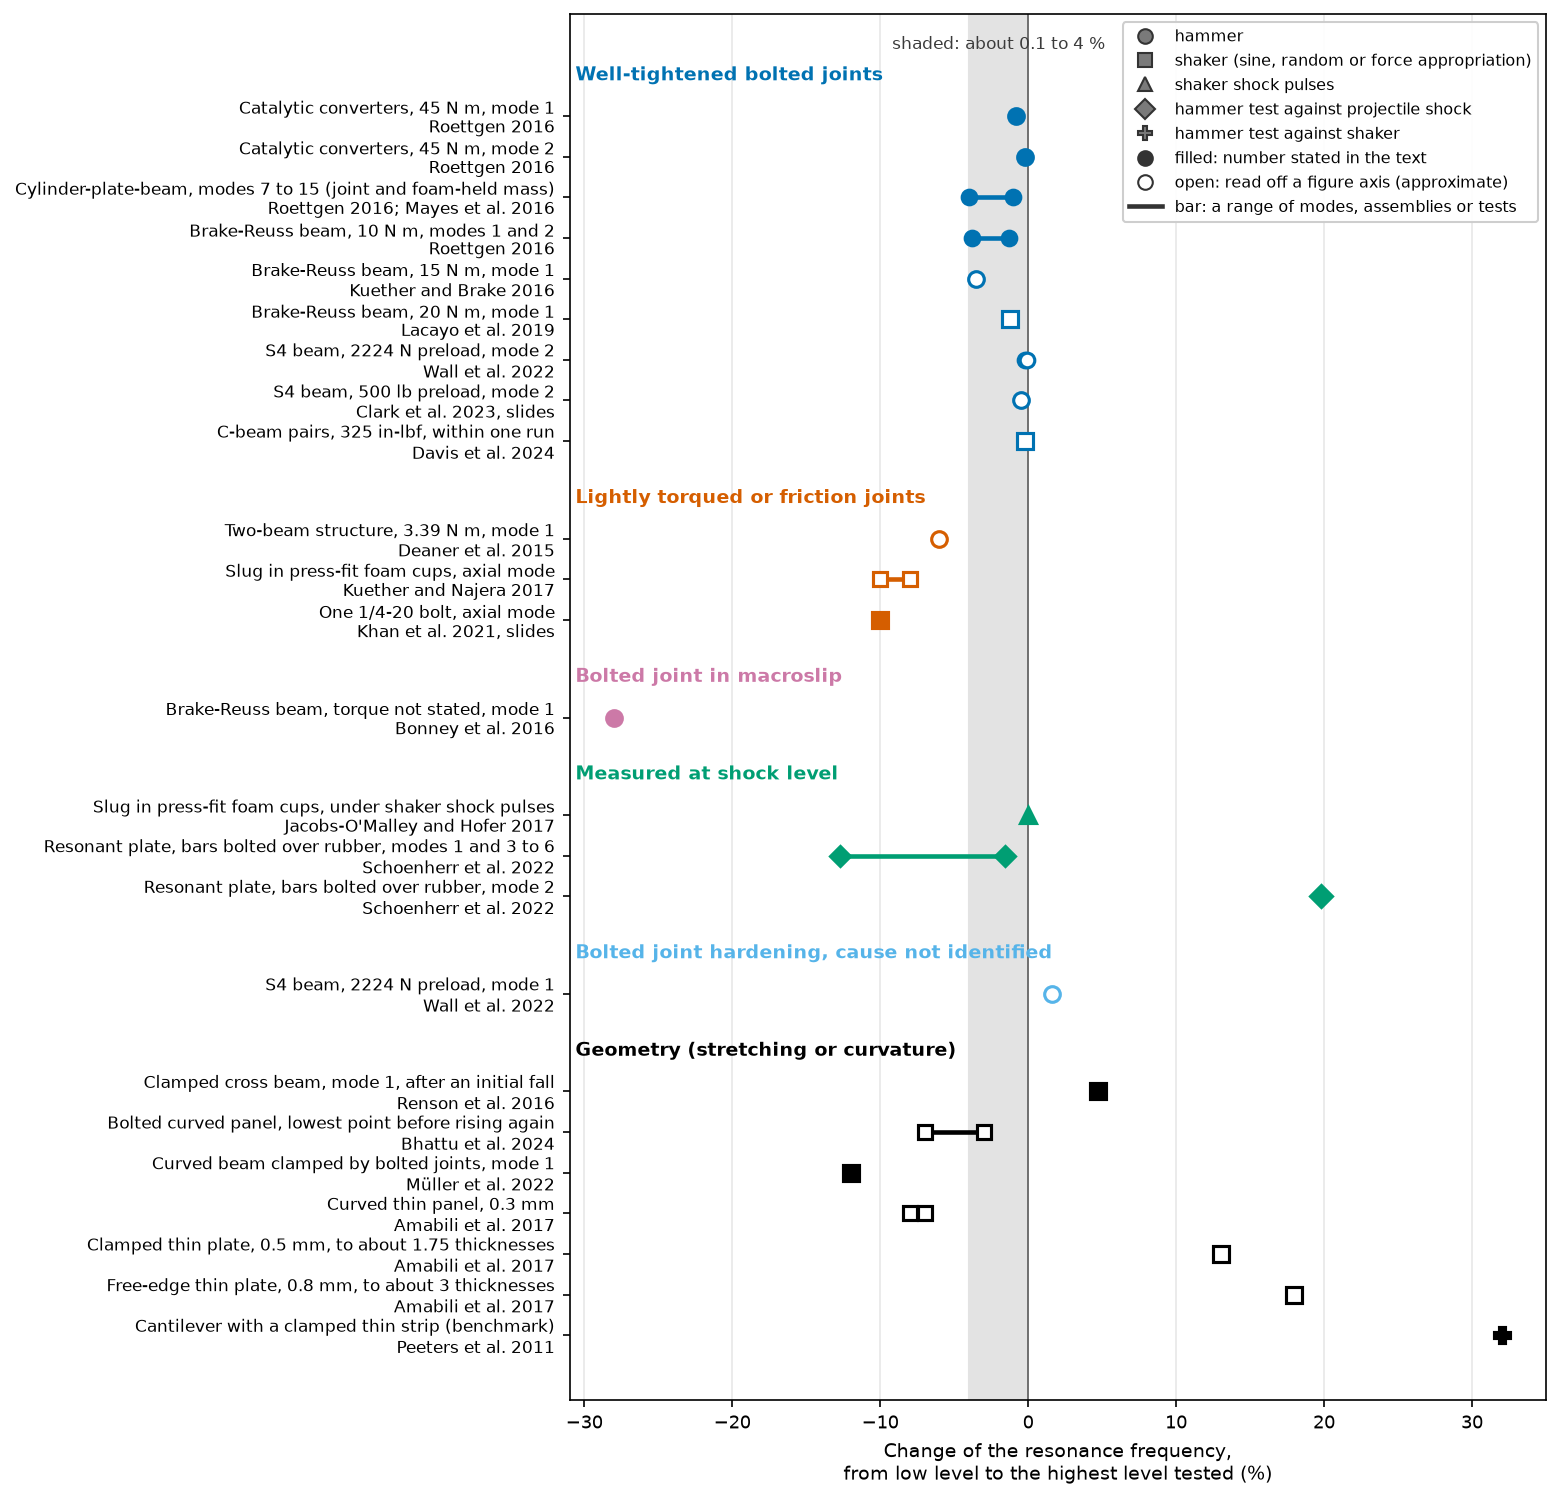 shaded: about 0.1 to 4 %
hammer
shaker (sine, random or force appropriation)
shaker shock pulses
hammer test against projectile shock
hammer test against shaker
filled: number stated in the text
open: read off a figure axis (approximate)
bar: a range of modes, assemblies or tests
Well-tightened bolted joints
Catalytic converters, 45 N m, mode 1
Roettgen 2016
Catalytic converters, 45 N m, mode 2
Roettgen 2016
Cylinder-plate-beam, modes 7 to 15 (joint and foam-held mass)
Roettgen 2016; Mayes et al. 2016
Brake-Reuss beam, 10 N m, modes 1 and 2
Roettgen 2016
Brake-Reuss beam, 15 N m, mode 1
Kuether and Brake 2016
Brake-Reuss beam, 20 N m, mode 1
Lacayo et al. 2019
S4 beam, 2224 N preload, mode 2
Wall et al. 2022
S4 beam, 500 lb preload, mode 2
Clark et al. 2023, slides
C-beam pairs, 325 in-lbf, within one run
Davis et al. 2024
Lightly torqued or friction joints
Two-beam structure, 3.39 N m, mode 1
Deaner et al. 2015
Slug in press-fit foam cups, axial mode
Kuether and Najera 2017
One 1/4-20 bolt, axial mode
Khan et al. 2021, slides
Bolted joint in macroslip
Brake-Reuss beam, torque not stated, mode 1
Bonney et al. 2016
Measured at shock level
Slug in press-fit foam cups, under shaker shock pulses
Jacobs-O'Malley and Hofer 2017
Resonant plate, bars bolted over rubber, modes 1 and 3 to 6
Schoenherr et al. 2022
Resonant plate, bars bolted over rubber, mode 2
Schoenherr et al. 2022
Bolted joint hardening, cause not identified
S4 beam, 2224 N preload, mode 1
Wall et al. 2022
Geometry (stretching or curvature)
Clamped cross beam, mode 1, after an initial fall
Renson et al. 2016
Bolted curved panel, lowest point before rising again
Bhattu et al. 2024
Curved beam clamped by bolted joints, mode 1
Müller et al. 2022
Curved thin panel, 0.3 mm
Amabili et al. 2017
Clamped thin plate, 0.5 mm, to about 1.75 thicknesses
Amabili et al. 2017
Free-edge thin plate, 0.8 mm, to about 3 thicknesses
Amabili et al. 2017
Cantilever with a clamped thin strip (benchmark)
Peeters et al. 2011
−30 −20 −10 0 10 20 30
Change of the resonance frequency,
from low level to the highest level tested (%)